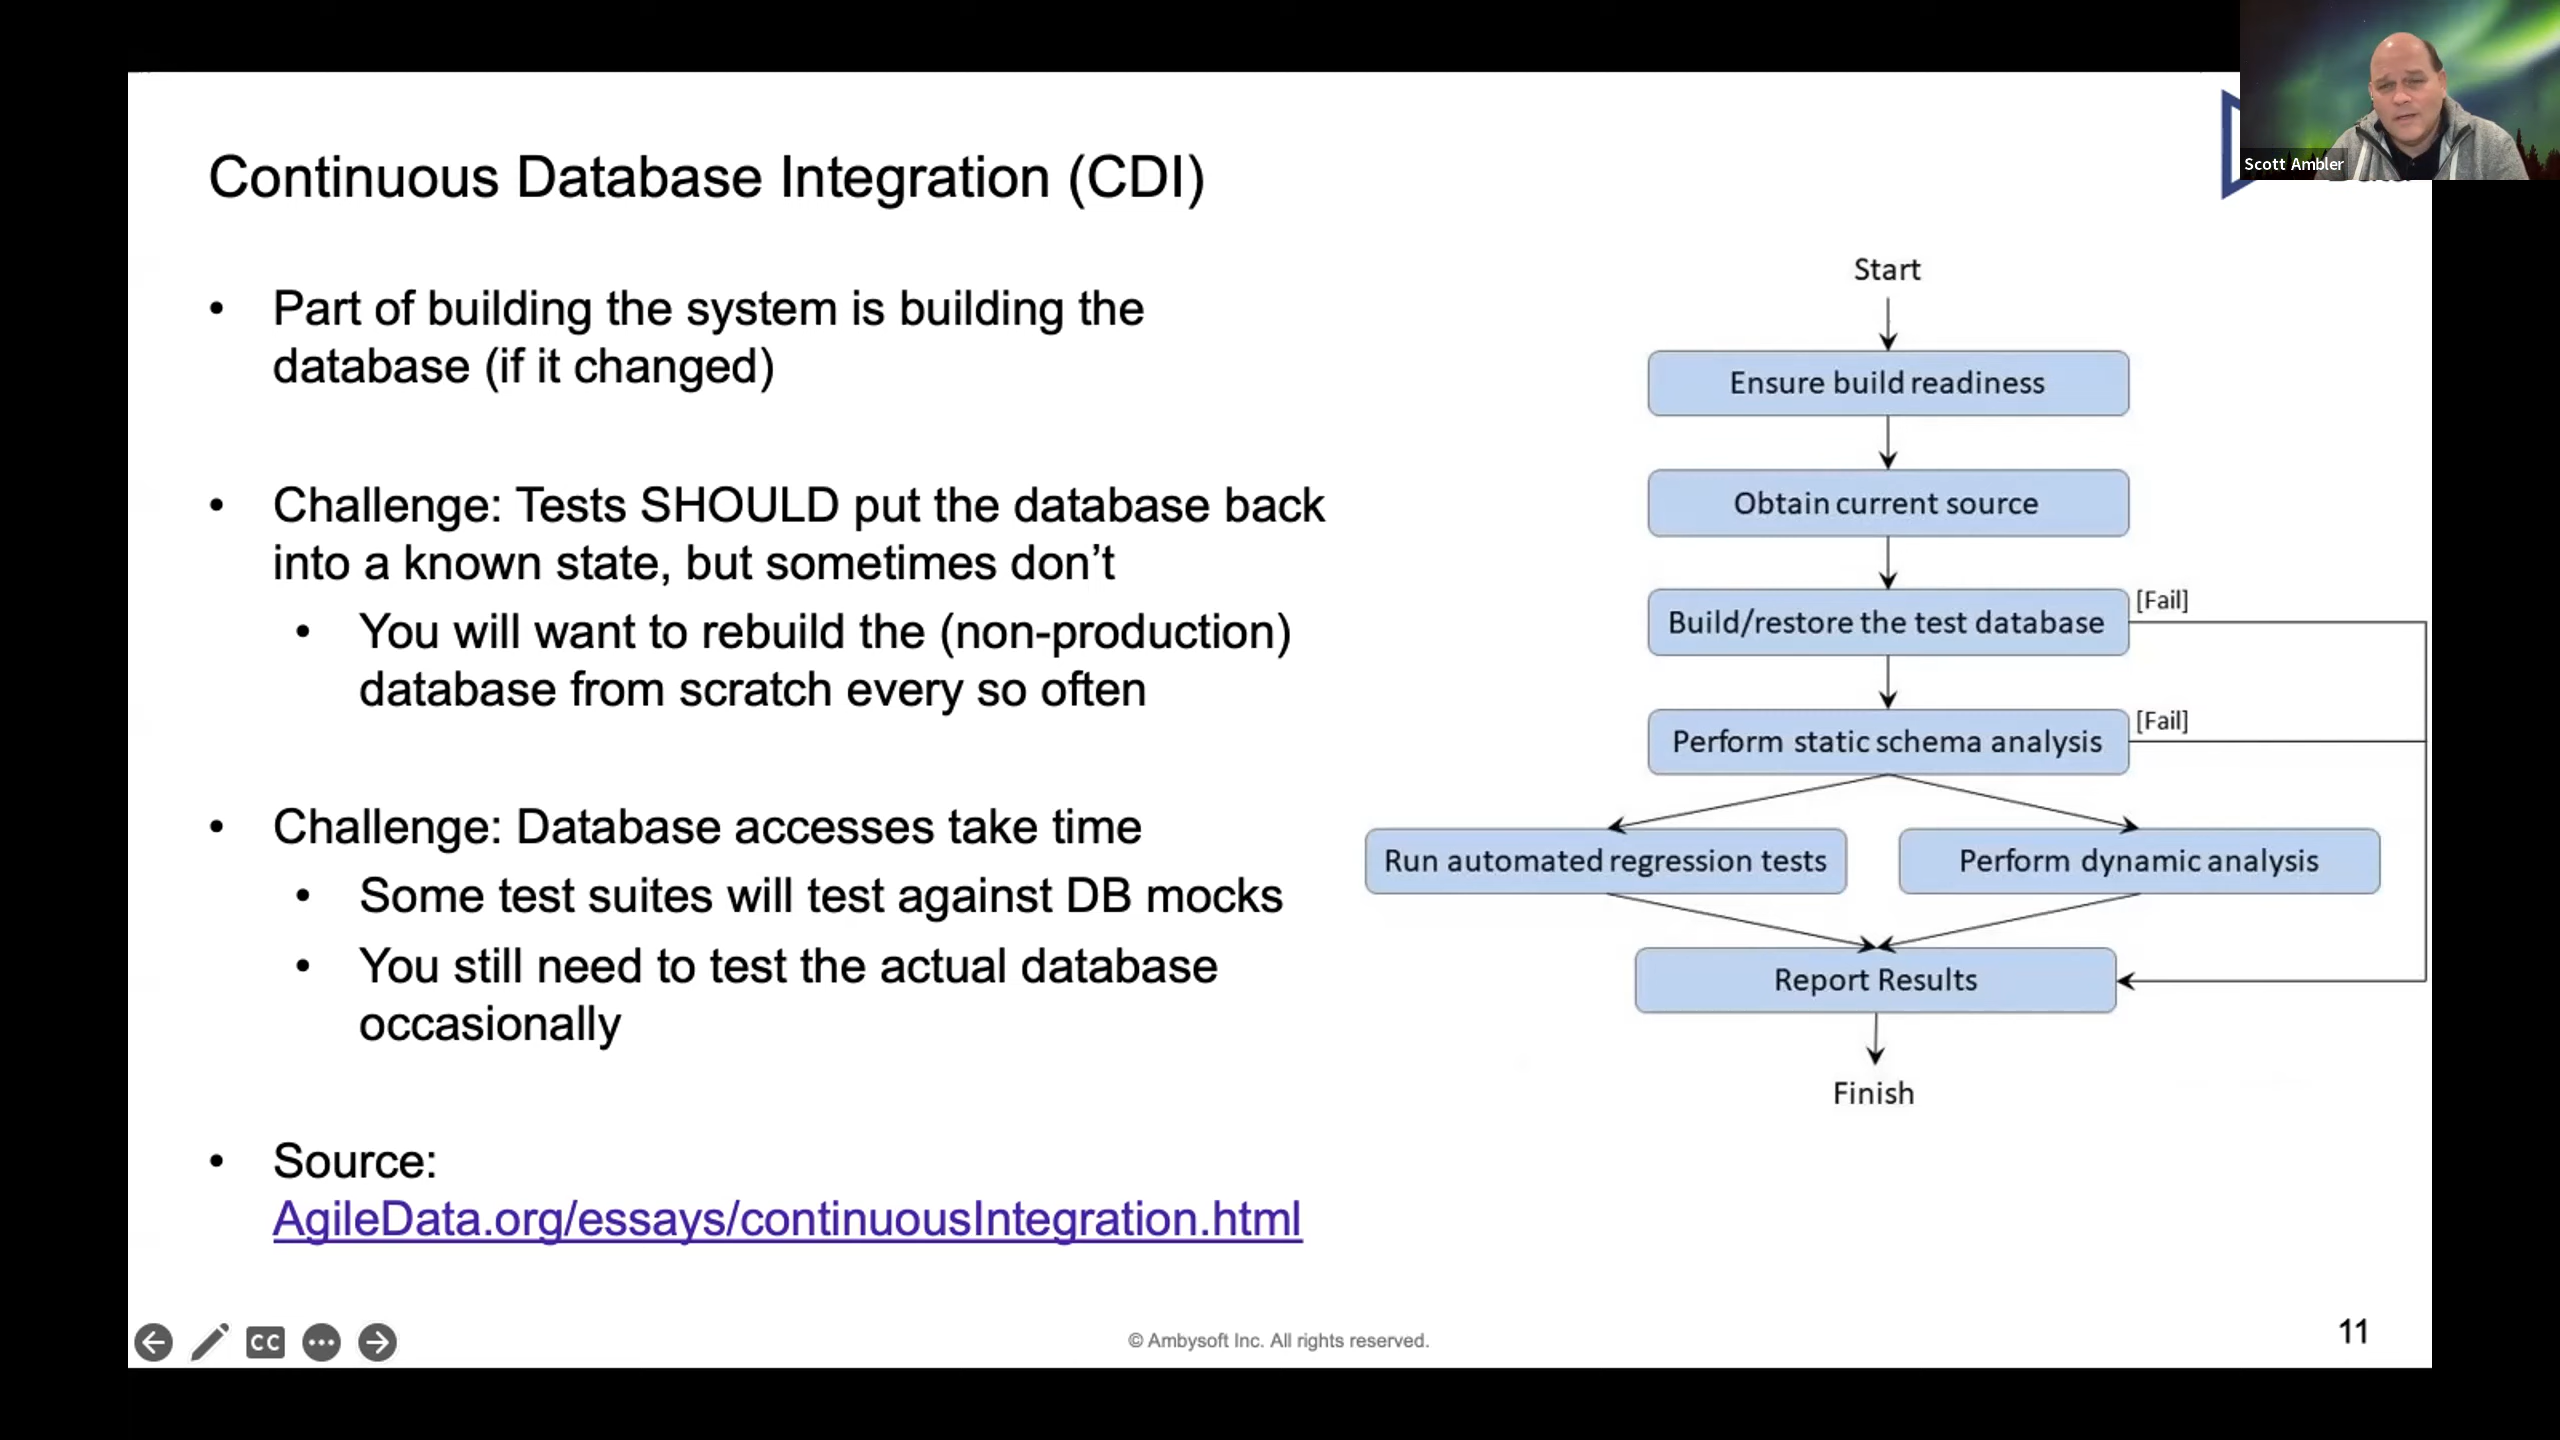 Scott Ambler
Continuous Database Integration (CDI)
• Part of building the system is building the
database (if it changed)
• Challenge: Tests SHOULD put the database back
into a known state, but sometimes don’t
• You will want to rebuild the (non-production)
database from scratch every so often
• Challenge: Database accesses take time
• Some test suites will test against DB mocks
• You still need to test the actual database
occasionally
• Source:
AgileData.org/essays/continuousIntegration.html
Start
Ensure build readiness
Obtain current source
Build/restore the test database
[Fail]
Perform static schema analysis
[Fail]
Run automated regression tests
Perform dynamic analysis
Report Results
Finish
CC
© Ambysoft Inc. All rights reserved.
11